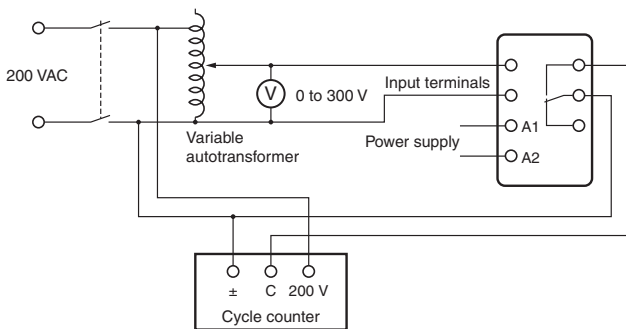 200 VAC
V
0 to 300 V
Input terminals
Variable
autotransformer
Power supply
A1
A2
± C 200 V
Cycle counter